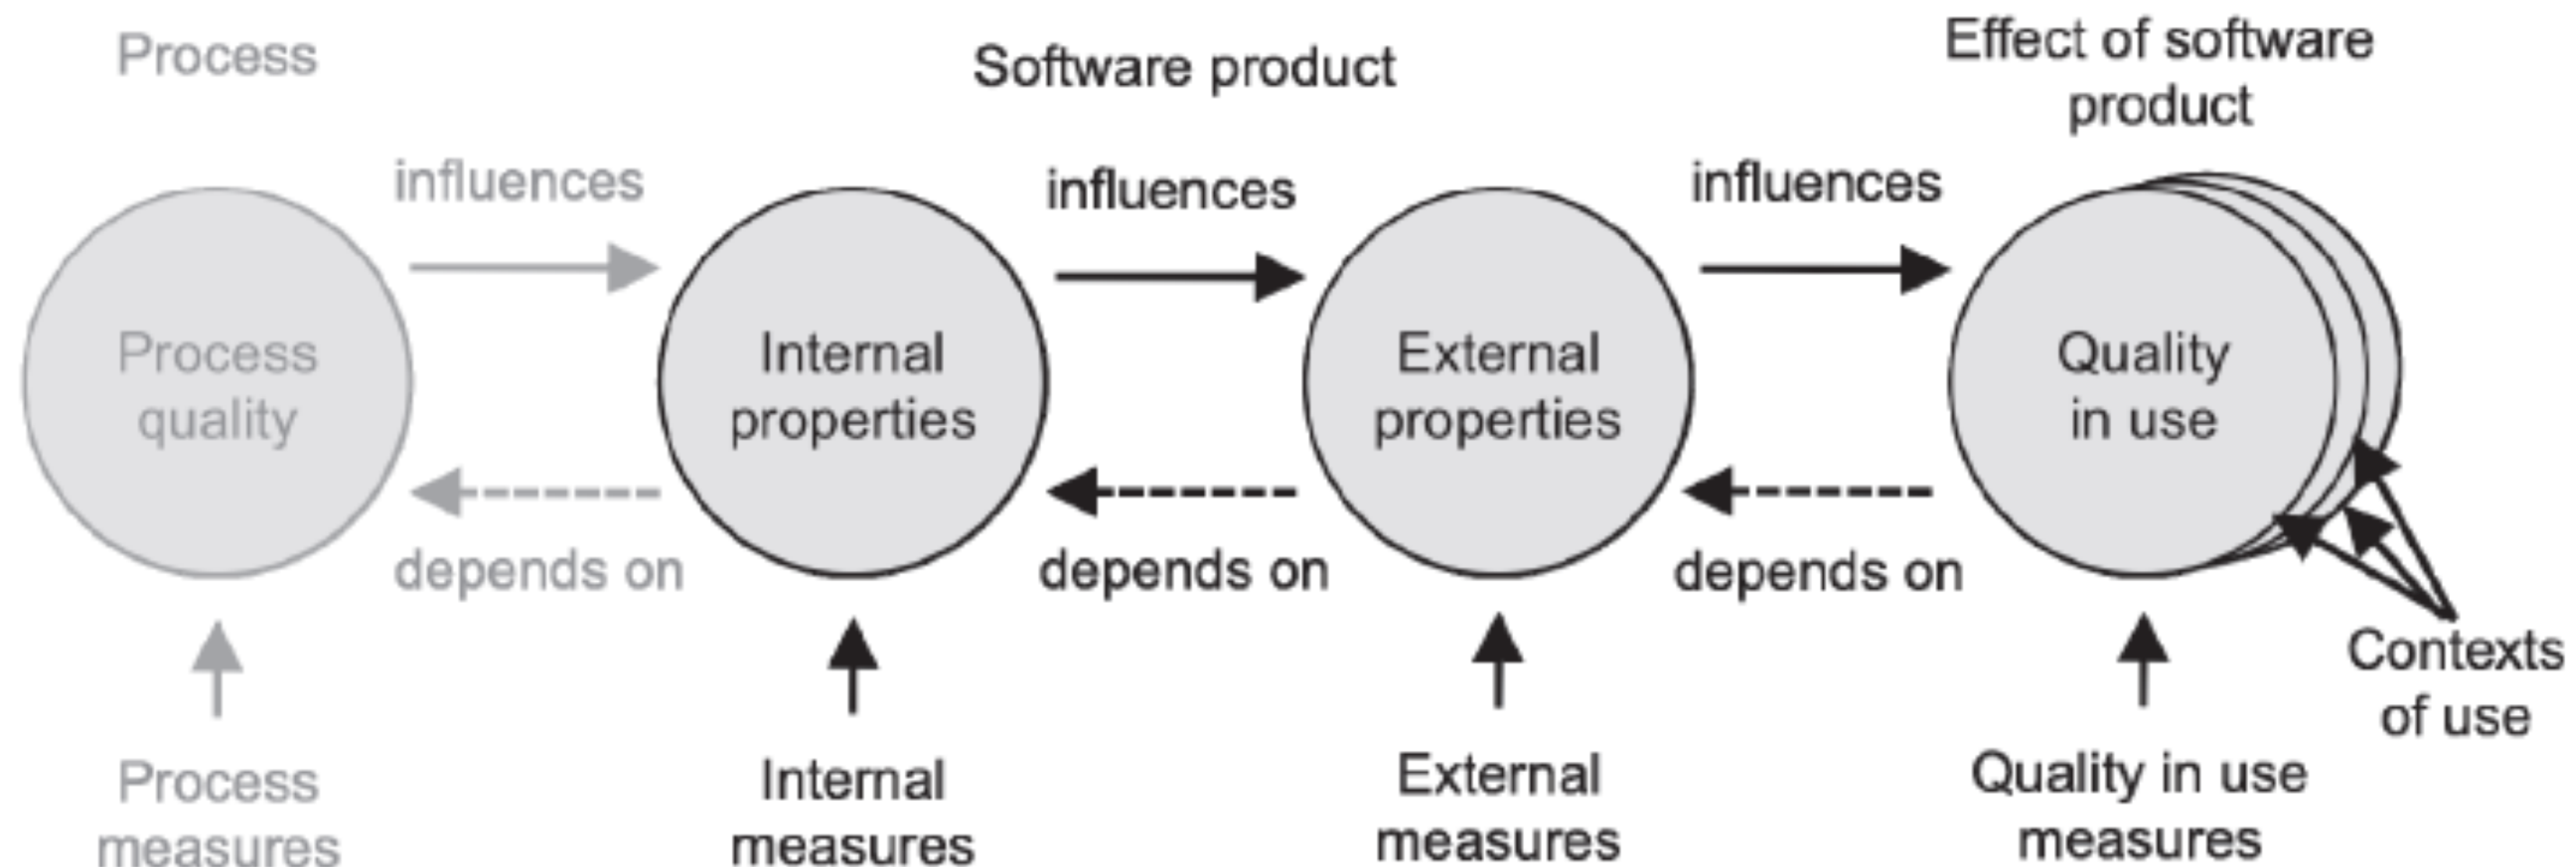 Process
Software product
Effect of software
product
influences
influences
influences
Process
quality
Internal
properties
External
properties
Quality
in use
depends on
depends on
depends on
Contexts
of use
Process
measures
Internal
measures
External
measures
Quality in use
measures